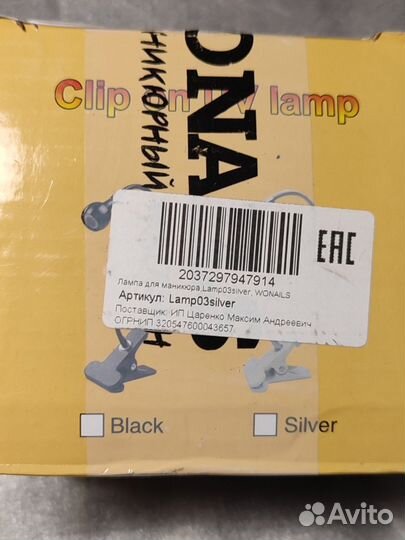 Clip on UV lamp
ONA
НИКЮРНЫЙ
2037297947914
Лампа для маникюра,Lamp03silver, WONAILS
Артикул: Lamp03silver
Поставщик: ИП Царенко Максим Андреевич
ОГРНИП 320547600043657
EAC
Black
Silver
Avito